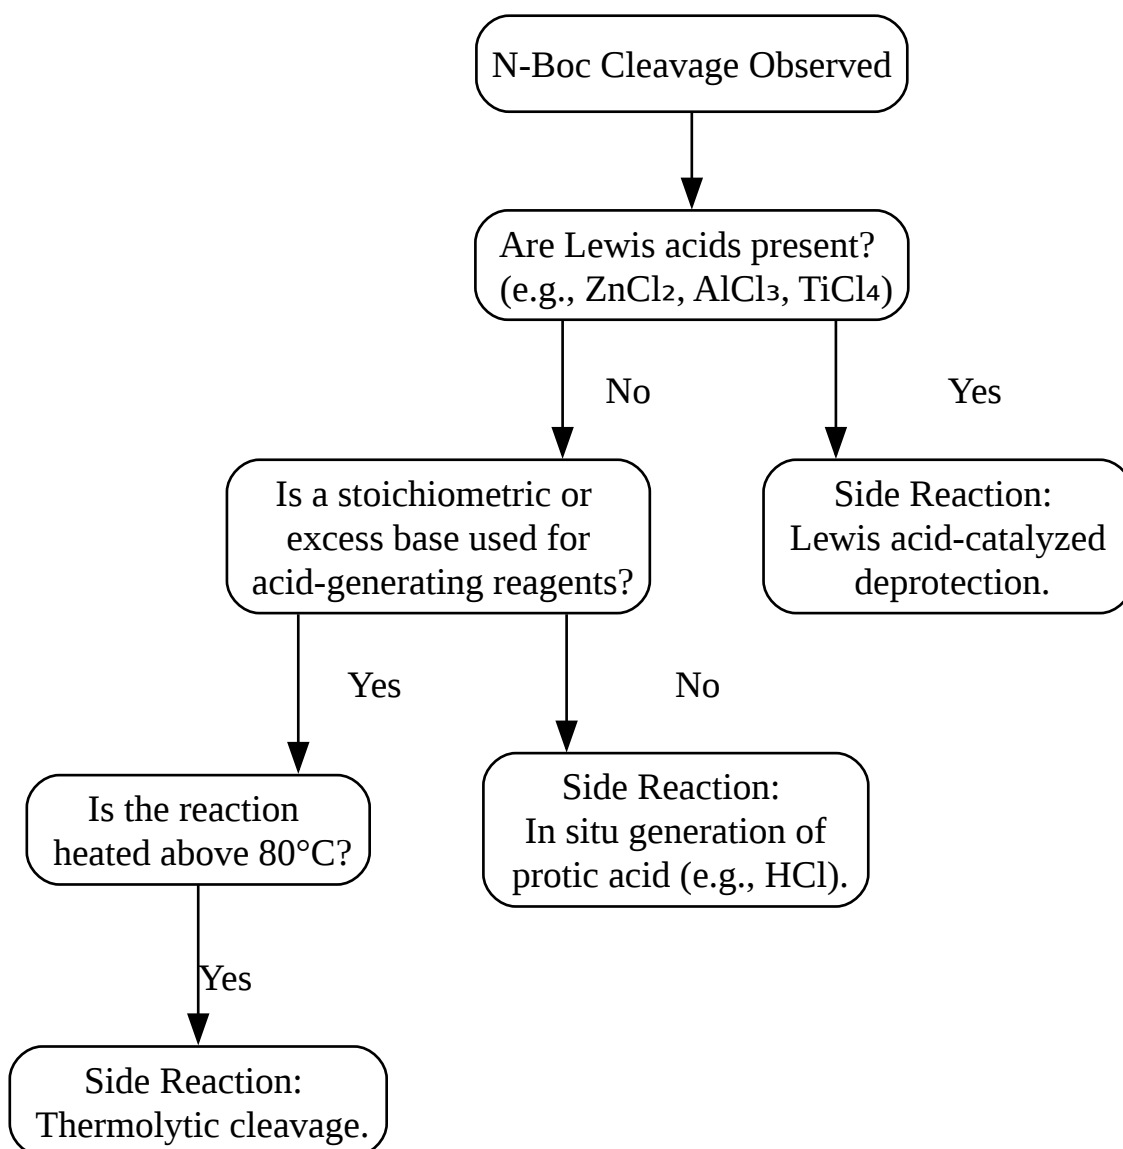 N-Boc Cleavage Observed
Are Lewis acids present?
(e.g., ZnCl₂, AlCl₃, TiCl₄)
No
Yes
Is a stoichiometric or
excess base used for
acid-generating reagents?
Side Reaction:
Lewis acid-catalyzed
deprotection.
Yes
No
Is the reaction
heated above 80°C?
Side Reaction:
In situ generation of
protic acid (e.g., HCl).
Yes
Side Reaction:
Thermolytic cleavage.